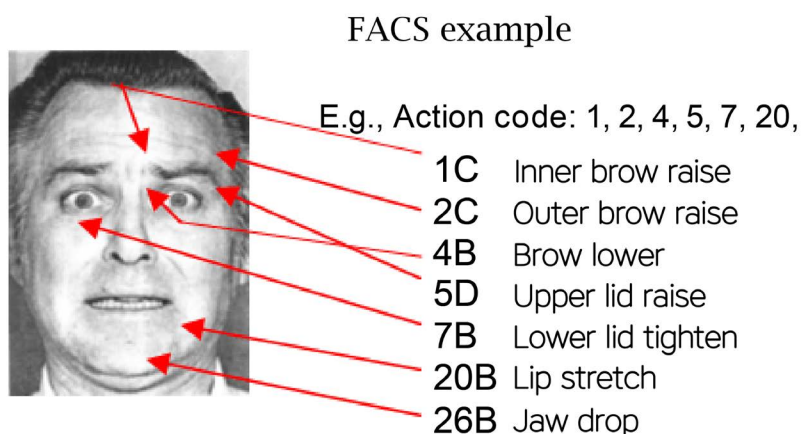 FACS example
E.g., Action code: 1, 2, 4, 5, 7, 20,
1C Inner brow raise
2C Outer brow raise
4B Brow lower
5D Upper lid raise
7B Lower lid tighten
20B Lip stretch
26B Jaw drop